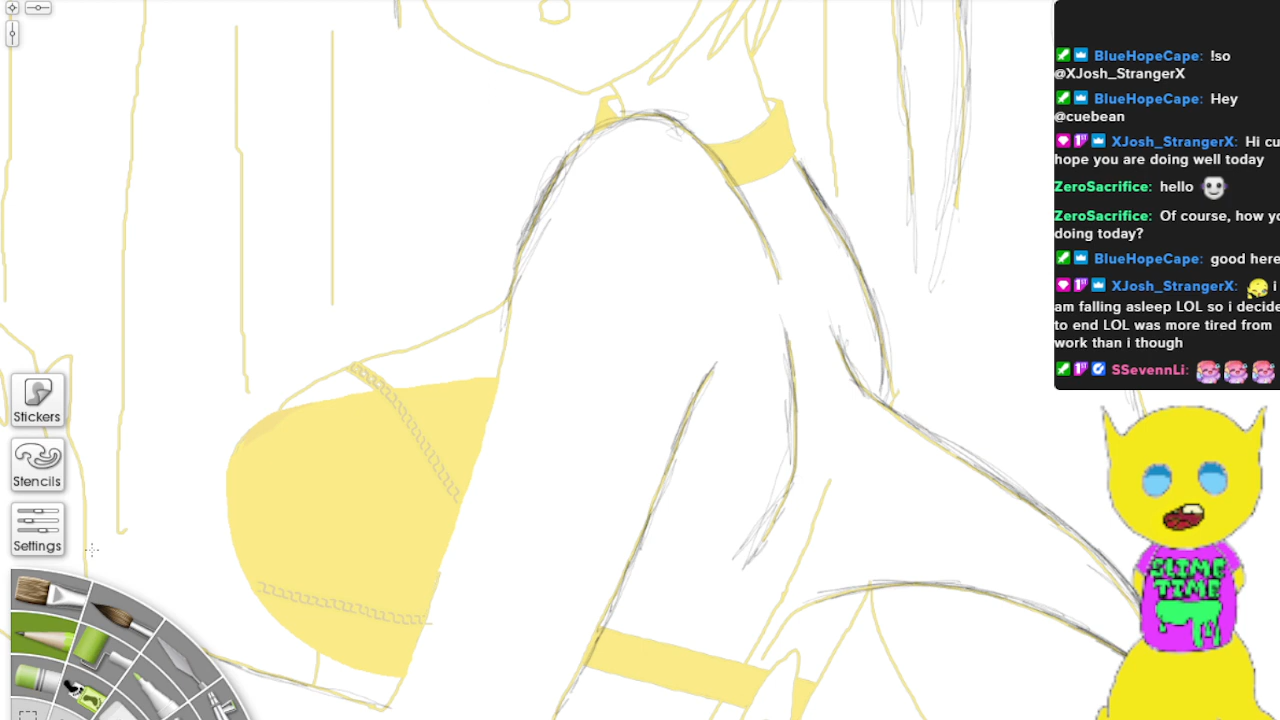 BlueHopeCape: !so
@XJosh_StrangerX
BlueHopeCape: Hey
@cuebean
XJosh_StrangerX: Hi cu
hope you are doing well today
ZeroSacrifice: hello
ZeroSacrifice: Of course, how yo
doing today?
BlueHopeCape: good here
XJosh_StrangerX: i
am falling asleep LOL so i decide
to end LOL was more tired from
work than i though
SSevennLi:
Stickers
Stencils
Settings
SLIME
TIME